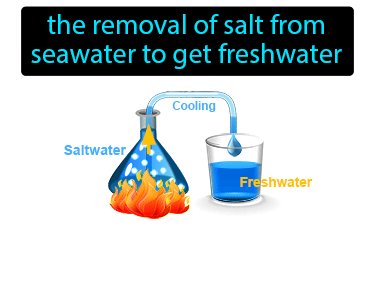 the removal of salt from
seawater to get freshwater
Cooling
Saltwater
Freshwater